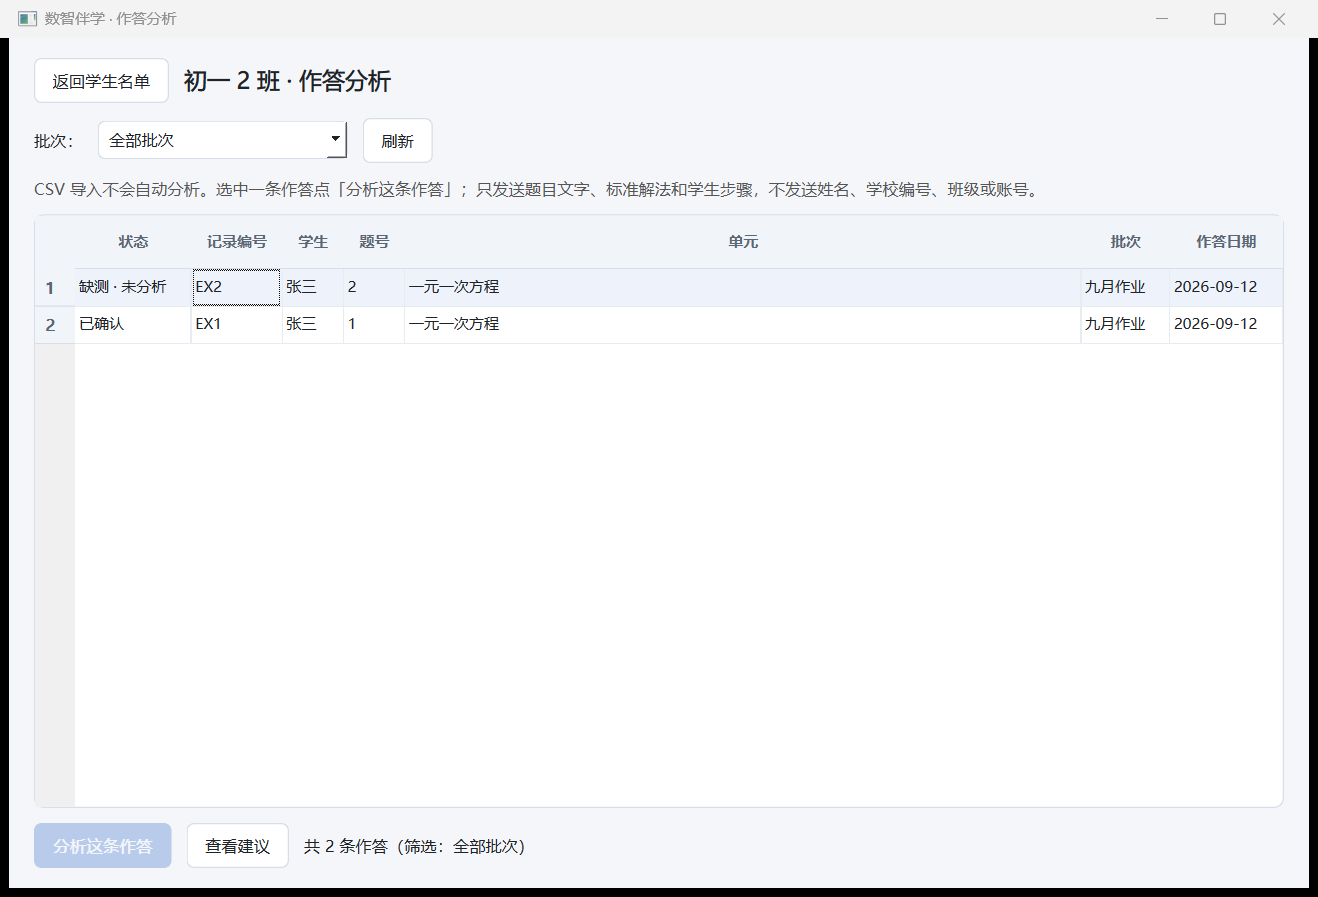 数智伴学 · 作答分析
返回学生名单 初一 2 班 · 作答分析
批次： 全部批次 刷新
CSV 导入不会自动分析。选中一条作答点「分析这条作答」；只发送题目文字、标准解法和学生步骤，不发送姓名、学校编号、班级或账号。
状态 记录编号 学生 题号 单元 批次 作答日期
1 缺测 · 未分析 EX2 张三 2 一元一次方程 九月作业 2026-09-12
2 已确认 EX1 张三 1 一元一次方程 九月作业 2026-09-12
分析这条作答 查看建议 共 2 条作答（筛选：全部批次）